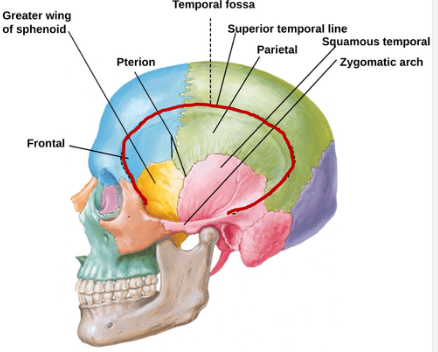 Temporal fossa
Greater wing
of sphenoid
Superior temporal line
Squamous temporal
Parietal
Pterion
Zygomatic arch
Frontal